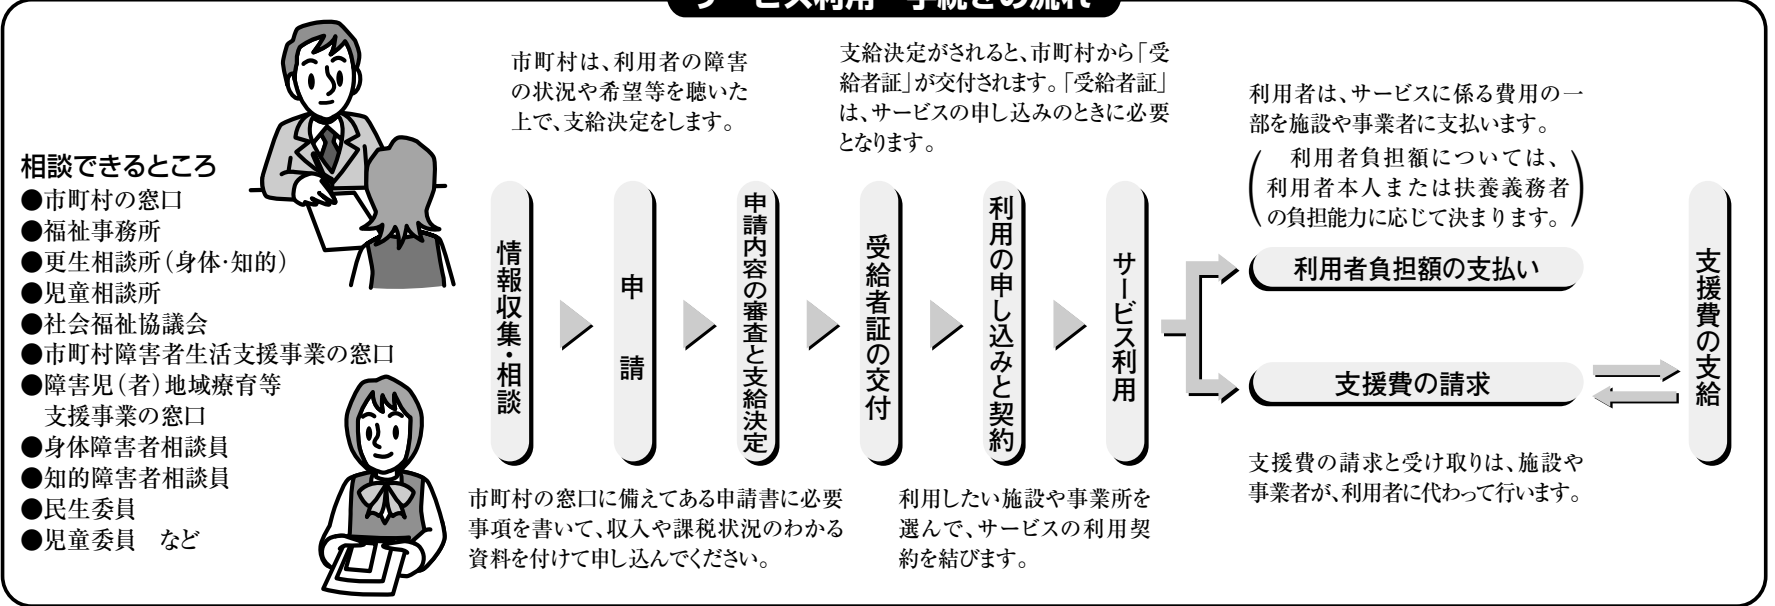 サービス利用 手続きの流れ
相談できるところ
●市町村の窓口
●福祉事務所
●更生相談所（身体・知的）
●児童相談所
●社会福祉協議会
●市町村障害者生活支援事業の窓口
●障害児（者）地域療育等
支援事業の窓口
●身体障害者相談員
●知的障害者相談員
●民生委員
●児童委員　など
市町村は、利用者の障害
の状況や希望等を聴いた
上で、支給決定をします。
支給決定がされると、市町村から「受
給者証」が交付されます。「受給者証」
は、サービスの申し込みのときに必要
となります。
利用者は、サービスに係る費用の一
部を施設や事業者に支払います。
（　利用者負担額については、
利用者本人または扶養義務者
の負担能力に応じて決まります。）
情報収集・相談
申請
申請内容の審査と支給決定
受給者証の交付
利用の申し込みと契約
サービス利用
利用者負担額の支払い
支援費の請求
支援費の支給
市町村の窓口に備えてある申請書に必要
事項を書いて、収入や課税状況のわかる
資料を付けて申し込んでください。
利用したい施設や事業所を
選んで、サービスの利用契
約を結びます。
支援費の請求と受け取りは、施設や
事業者が、利用者に代わって行います。